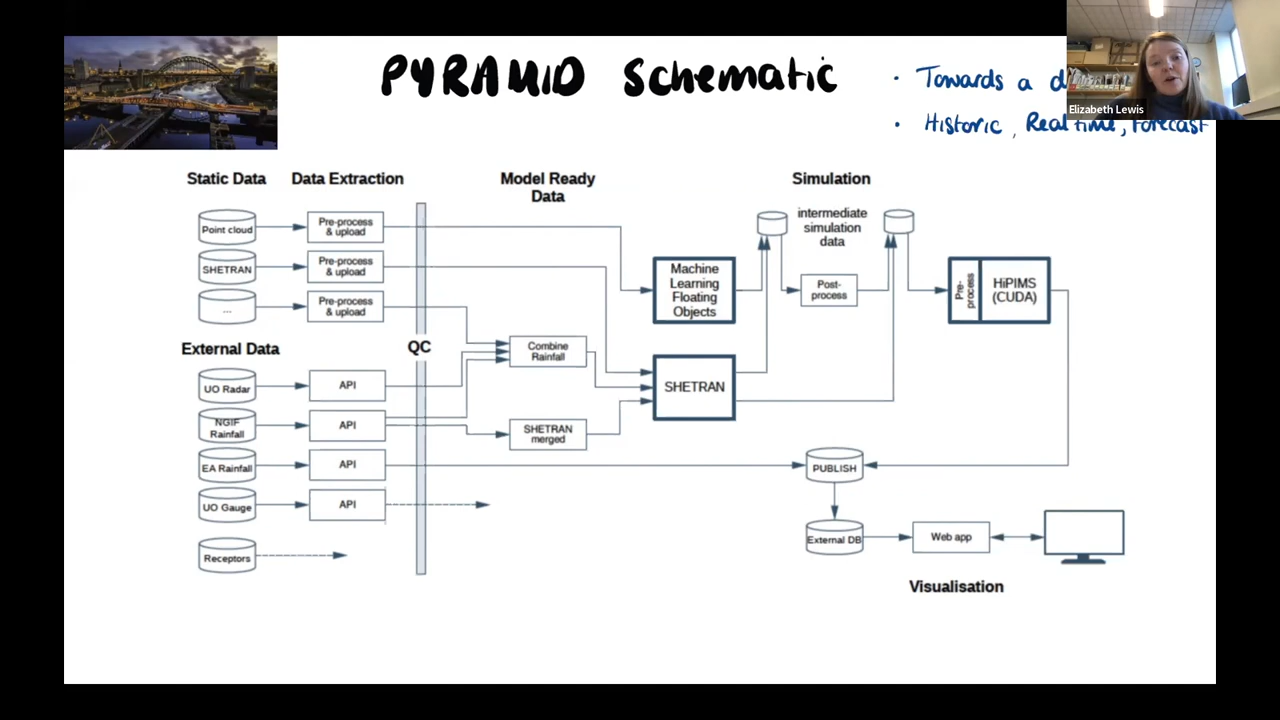 PYRAMID Schematic
· Towards a d
· Historic, Real time, Forecast
Elizabeth Lewis
Static Data
Data Extraction
Model Ready
Data
Simulation
Point cloud
Pre-process
& upload
SHETRAN
Pre-process
& upload
...
Pre-process
& upload
External Data
QC
UO Radar
API
NGIF
Rainfall
API
EA Rainfall
API
UO Gauge
API
Receptors
Combine
Rainfall
SHETRAN
merged
Machine
Learning
Floating
Objects
SHETRAN
intermediate
simulation
data
Post-
process
Pre-
process
HiPIMS
(CUDA)
PUBLISH
External DB
Web app
Visualisation